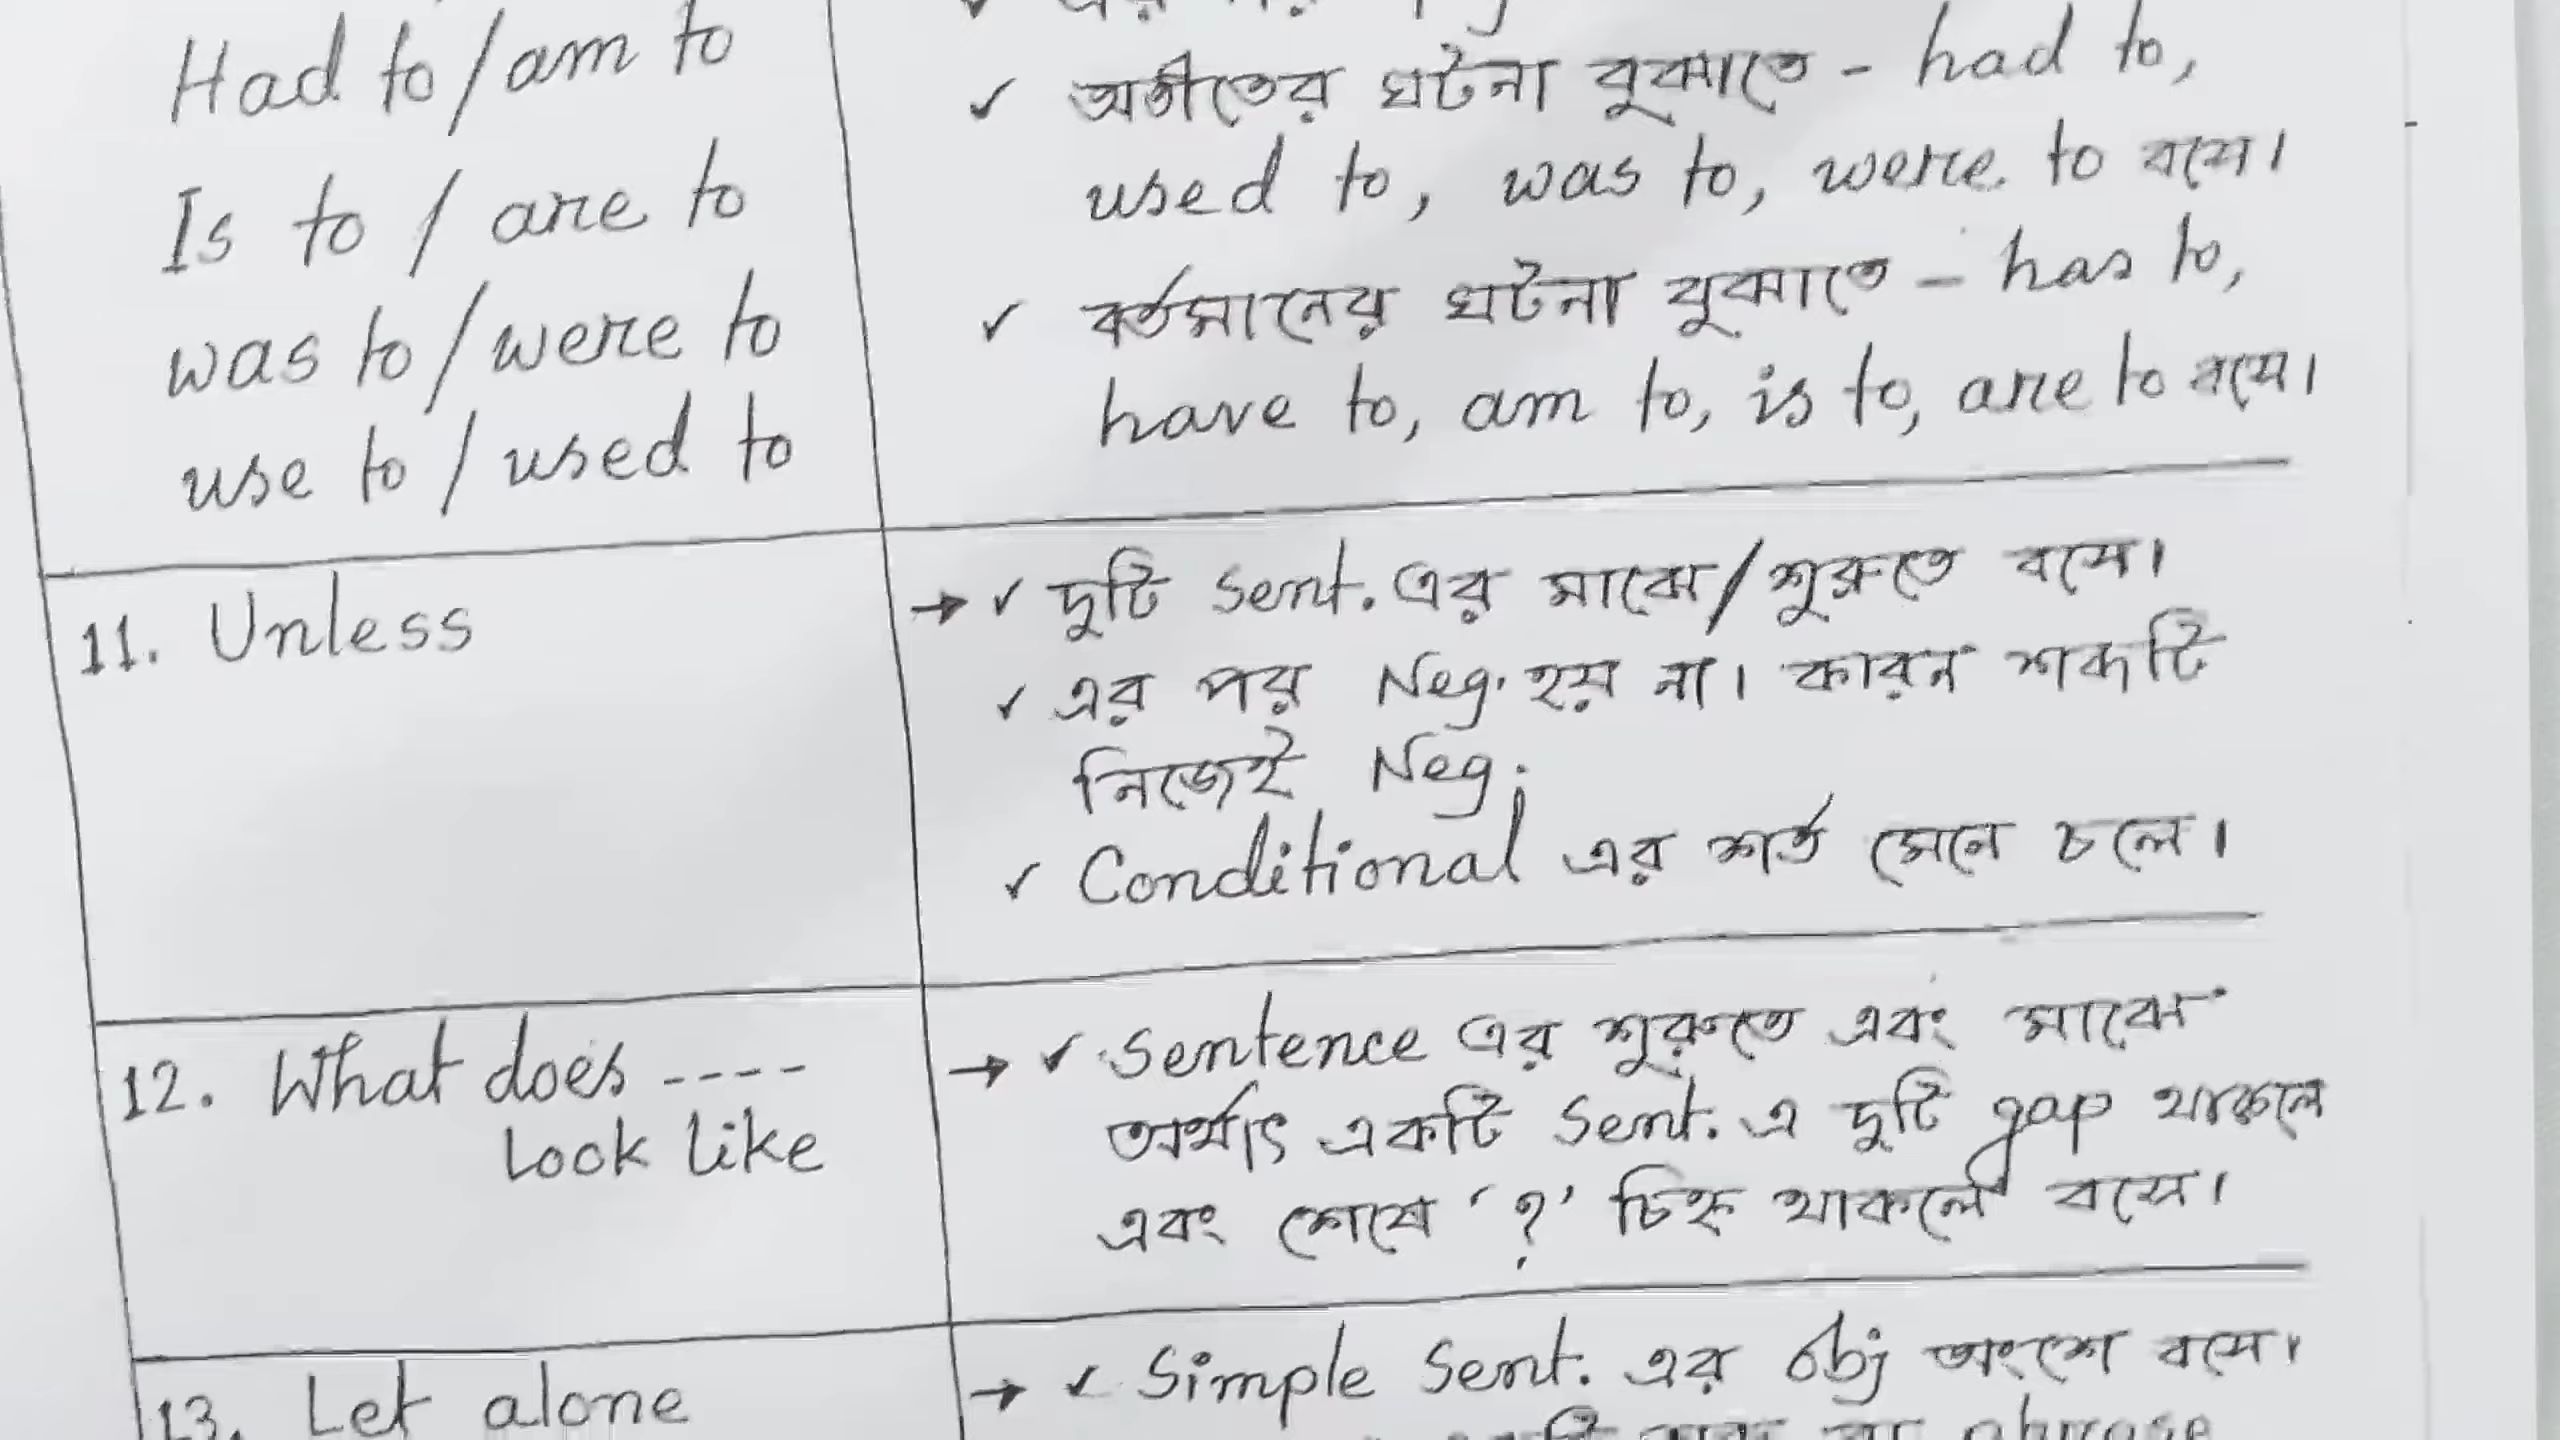 Had to / am to
Is to / are to
was to / were to
use to / used to
✓ অতীতের ঘটনা বুঝাতে - had to,
used to, was to, were to বসে।
✓ বর্তমানের ঘটনা বুঝাতে - has to,
have to, am to, is to, are to বসে।
11. Unless
→ ✓ দুটি Sent. এর মাঝে/শুরুতে বসে।
✓ এর পর Neg. হয় না। কারন শব্দটি
নিজেই Neg.
✓ Conditional এর শর্ত মেনে চলে।
12. What does ----
Look like
→ ✓ Sentence এর শুরুতে এবং মাঝে
অর্থাৎ একটি Sent. এ দুটি gap থাকলে
এবং শেষে '?' চিহ্ন থাকলে বসে।
13. Let alone
→ ✓ Simple Sent. এর obj অংশে বসে।
phrase